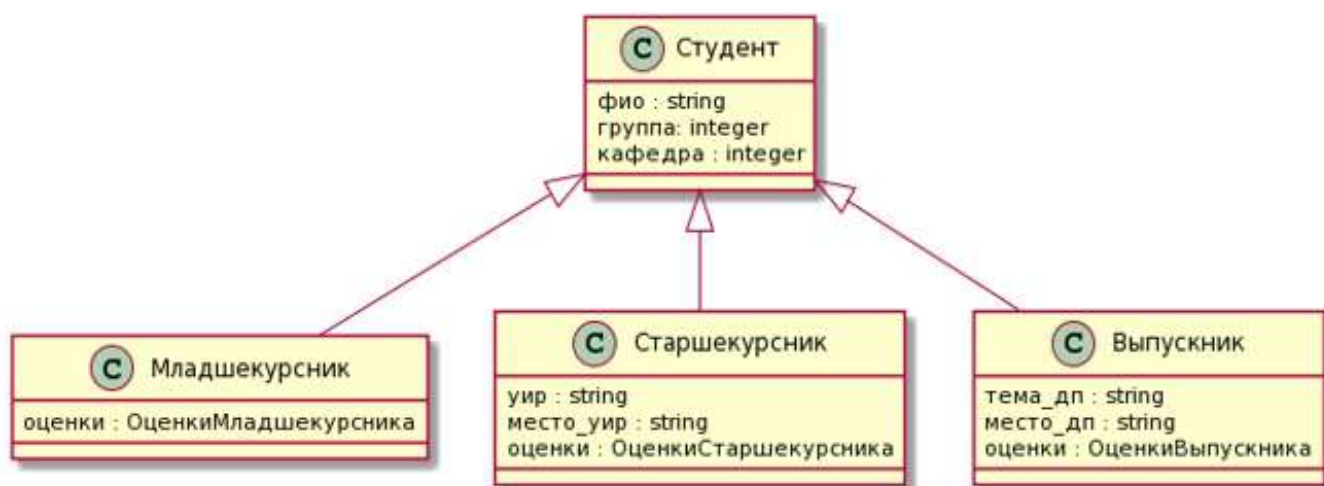 C Студент
фио : string
группа: integer
кафедра : integer
C Младшекурсник
оценки : ОценкиМладшекурсника
C Старшекурсник
уир : string
место_уир : string
оценки : ОценкиСтаршекурсника
C Выпускник
тема_дп : string
место_дп : string
оценки : ОценкиВыпускника